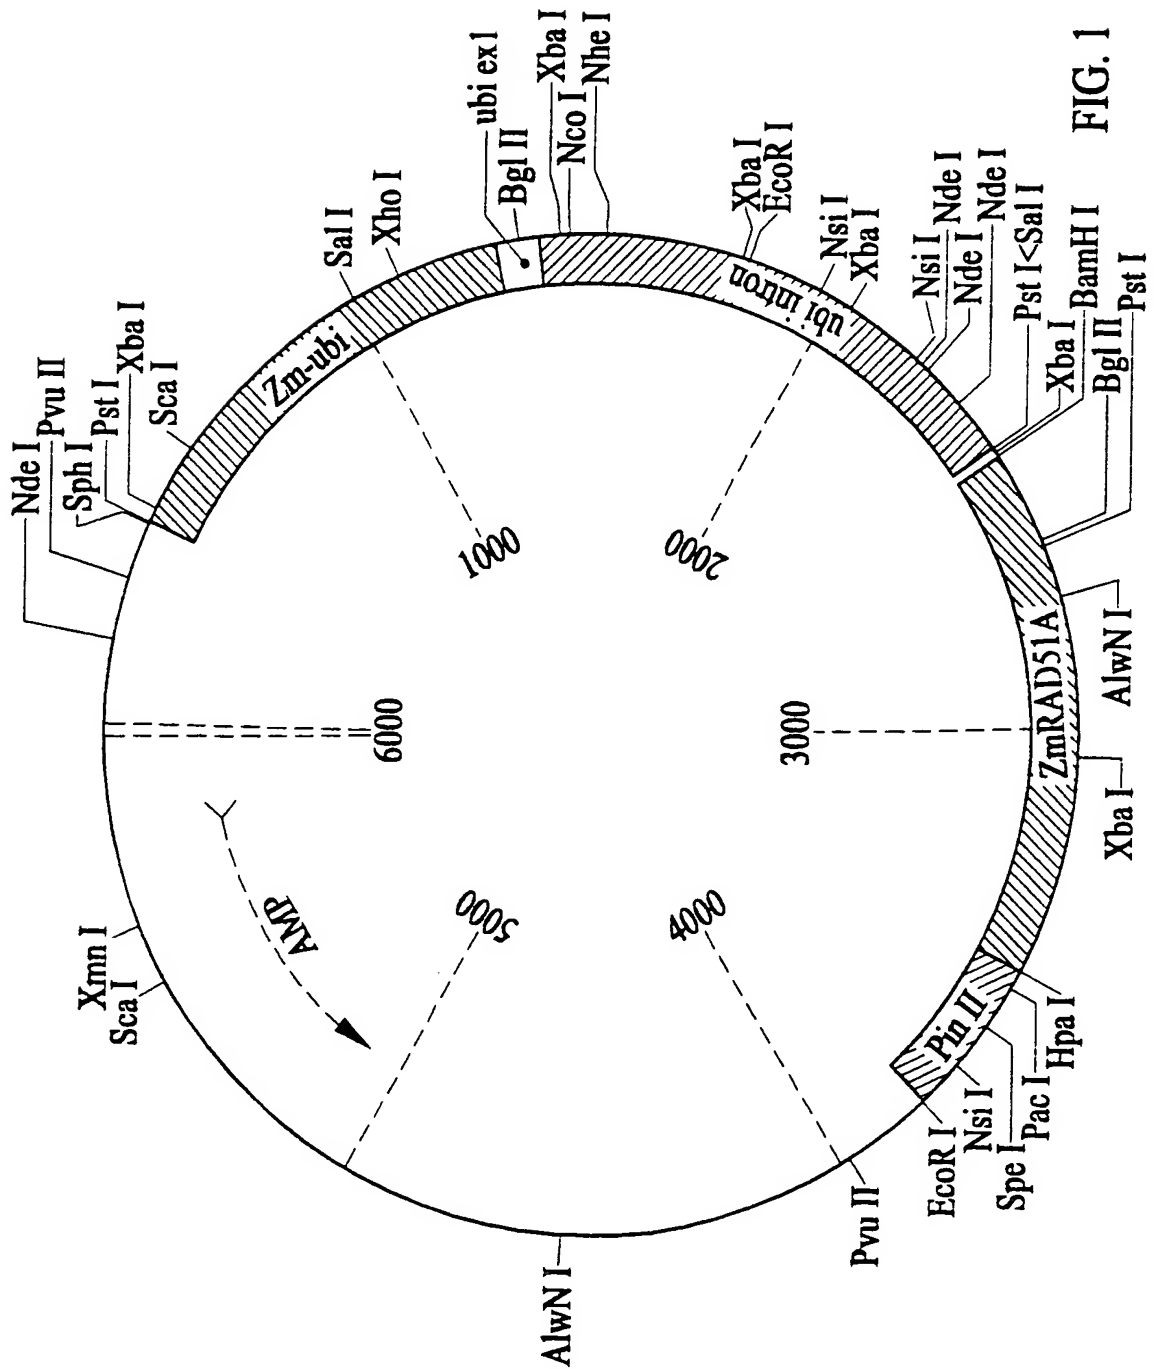 Nde I
Pvu II
Sph I
Pst I
Xba I
Sca I
Zm-ubi
Sal I
Xho I
ubi ex1
Bgl II
Xba I
Nco I
Nhe I
Xba I
EcoR I
ubi intron
Nsi I
Xba I
Nsi I
Nde I
Nde I
Nde I
Pst I<Sal I
Xba I
BamH I
Bgl II
Pst I
AlwN I
ZmRAD51A
Xba I
Hpa I
Pac I
Spe I
Nsi I
Pin II
EcoR I
Pvu II
AlwN I
Sca I
Xmn I
AMP
1000
2000
3000
4000
5000
6000
FIG. 1